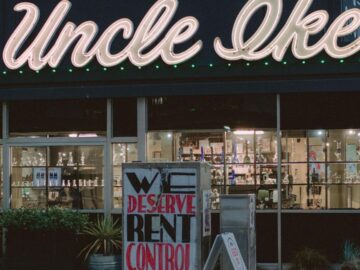 Uncle Ike
WE
DESERVE
RENT
CONTROL